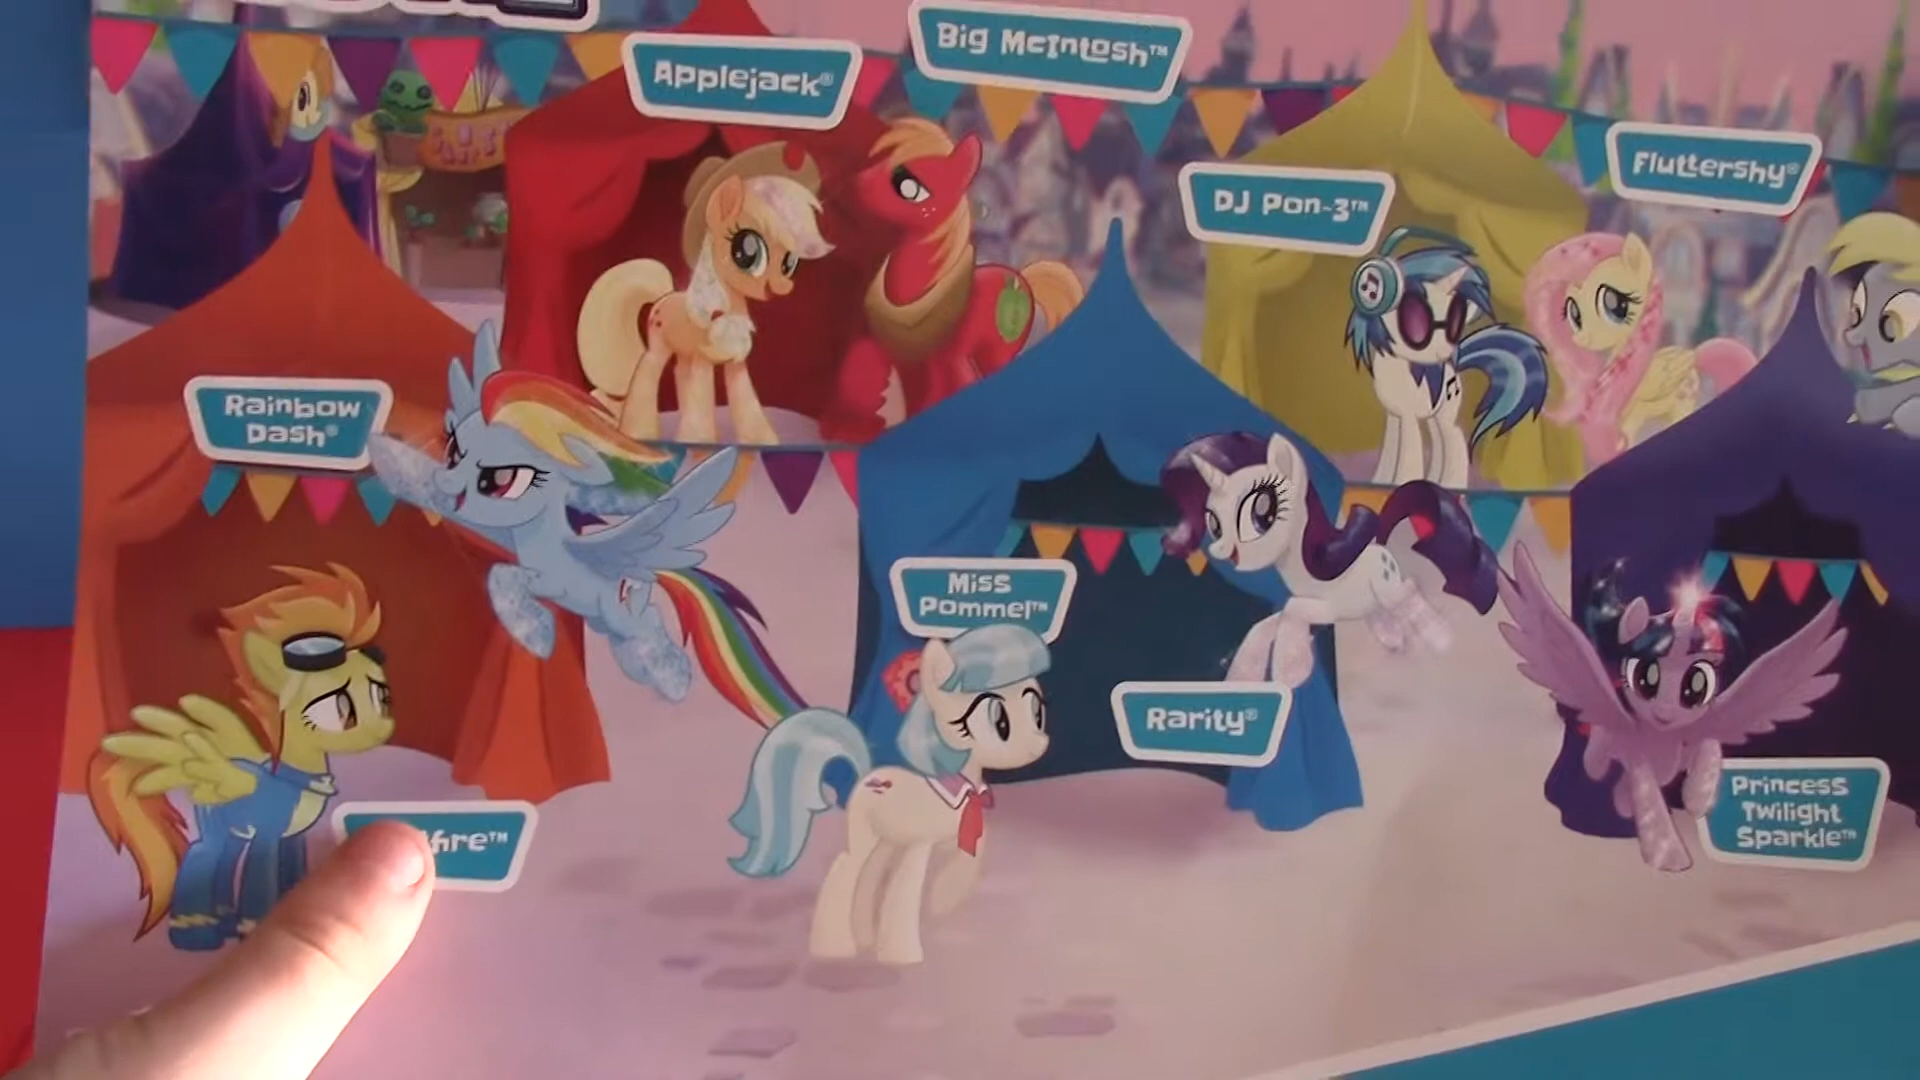 Applejack®
Big McIntosh™
DJ Pon-3™
Fluttershy®
Rainbow
Dash®
Miss
Pommel™
Rarity®
Princess
Twilight
Sparkle™